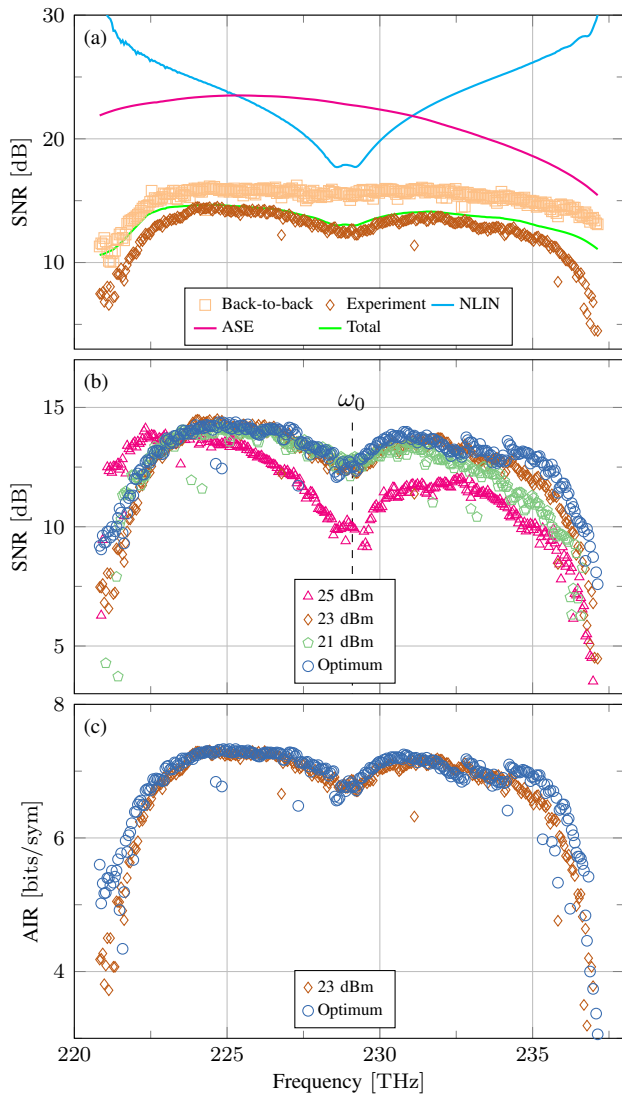 30
20
10
SNR [dB]
(a)
Back-to-back Experiment NLIN
ASE Total
15
10
5
SNR [dB]
(b)
ω0
25 dBm
23 dBm
21 dBm
Optimum
8
6
4
AIR [bits/sym]
(c)
23 dBm
Optimum
220 225 230 235
Frequency [THz]